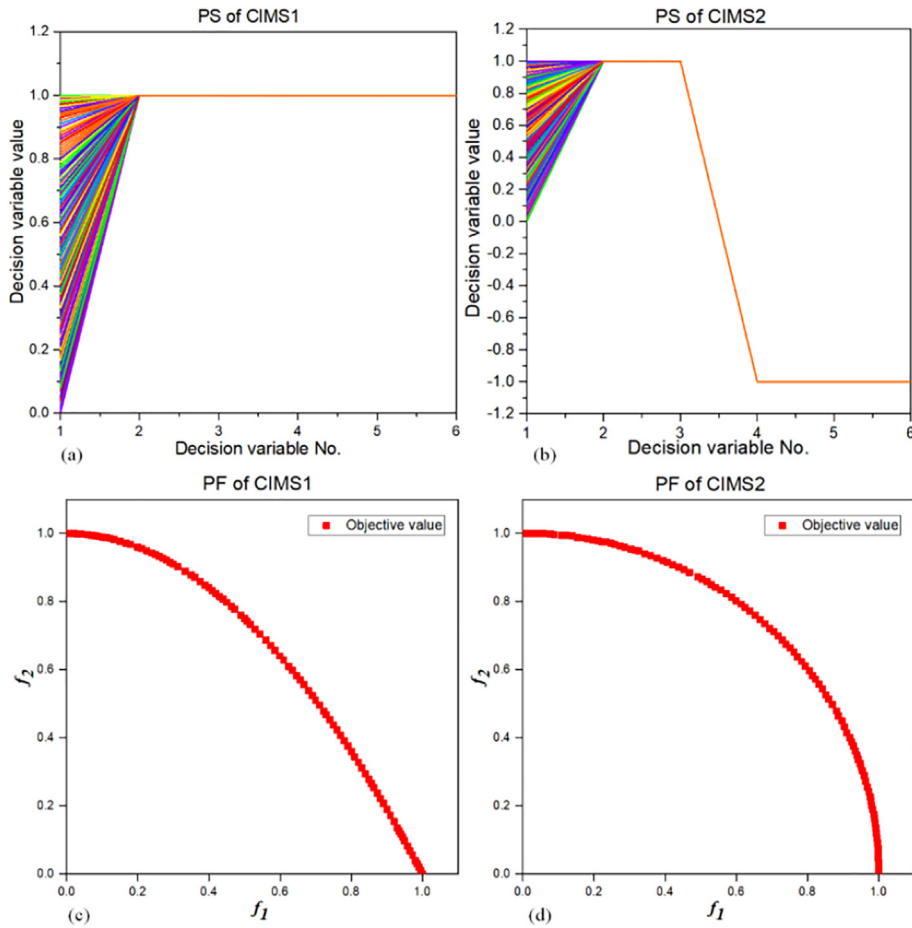 PS of CIMS1
1.2
1.0
0.8
0.6
0.4
0.2
0.0
Decision variable value
1 2 3 4 5 6
Decision variable No.
(a)
PS of CIMS2
1.2
1.0
0.8
0.6
0.4
0.2
0.0
-0.2
-0.4
-0.6
-0.8
-1.0
-1.2
Decision variable value
1 2 3 4 5 6
Decision variable No.
(b)
PF of CIMS1
Objective value
1.0
0.8
0.6
0.4
0.2
0.0
f2
0.0 0.2 0.4 0.6 0.8 1.0
f1
(c)
PF of CIMS2
Objective value
1.0
0.8
0.6
0.4
0.2
0.0
f2
0.0 0.2 0.4 0.6 0.8 1.0
f1
(d)